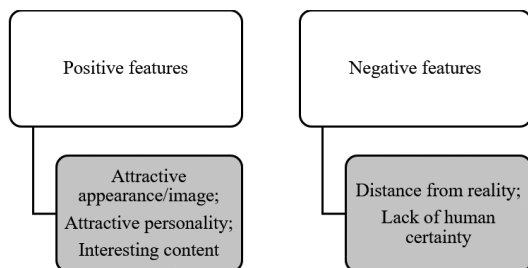 Positive features
Negative features
Attractive
appearance/image;
Attractive personality;
Interesting content
Distance from reality;
Lack of human
certainty